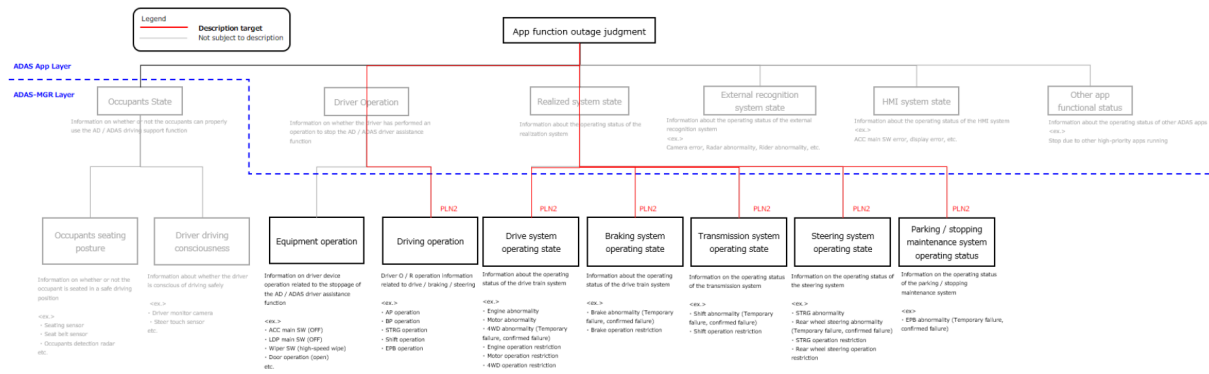 Legend
Description target
Not subject to description
App function outage judgment
ADAS App Layer
ADAS-MGR Layer
Occupants State
Information on whether or not the occupants can properly
use the AD / ADAS driving support function
Driver Operation
Information on whether the driver has performed an
operation to stop the AD / ADAS driver assistance
function
Realized system state
Information about the operating status of the
realization system
External recognition
system state
Information about the operating status of the external
recognition system
<ex.>
Camera error, Radar abnormality, Rider abnormality, etc.
HMI system state
Information about the operating status of the HMI system
<ex.>
ACC main SW error, display error, etc.
Other app
functional status
Information about the operating status of other ADAS apps
<ex.>
Stop due to other high-priority apps running
PLN2
PLN2
PLN2
PLN2
PLN2
PLN2
Occupants seating
posture
Information on whether or not the
occupant is seated in a safe driving
position
<ex.>
・Seating sensor
・Seat belt sensor
・Occupants detection radar
etc.
Driver driving
consciousness
Information about whether the driver
is conscious of driving safely
<ex.>
・Driver monitor camera
・Steer touch sensor
etc.
Equipment operation
Information on driver device
operation related to the stoppage of
the AD / ADAS driver assistance
function
<ex.>
・ACC main SW (OFF)
・LDP main SW (OFF)
・Wiper SW (high-speed wipe)
・Door operation (open)
etc.
Driving operation
Driver O / R operation information
related to drive / braking / steering
<ex.>
・AP operation
・BP operation
・STRG operation
・Shift operation
・EPB operation
Drive system
operating state
Information about the operating
status of the drive train system
<ex.>
・Engine abnormality
・Motor abnormality
・4WD abnormality (Temporary
failure, confirmed failure)
・Engine operation restriction
・Motor operation restriction
・4WD operation restriction
Braking system
operating state
Information about the operating
status of the drive train system
<ex.>
・Brake abnormality (Temporary
failure, confirmed failure)
・Brake operation restriction
Transmission system
operating state
Information on the operating status
of the transmission system
<ex.>
・Shift abnormality (Temporary
failure, confirmed failure)
・Shift operation restriction
Steering system
operating state
Information on the operating status of
the steering system
<ex.>
・STRG abnormality
・Rear wheel steering abnormality
(Temporary failure, confirmed failure)
・STRG operation restriction
・Rear wheel steering operation
restriction
Parking / stopping
maintenance system
operating status
Information on the operating status
of the parking / stopping
maintenance system
<ex>
・EPB abnormality (Temporary failure,
confirmed failure)